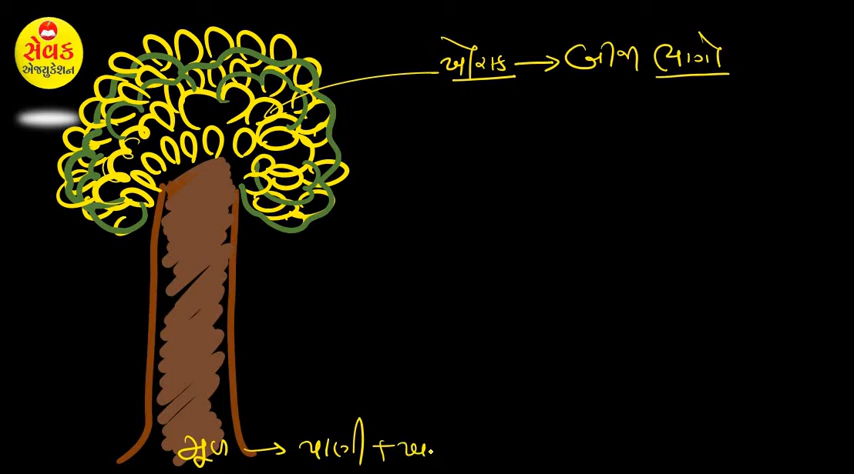 સેવક
એજ્યુકેશન
ખોરાક → બીજા ભાગો
મૂળ → પાણી +